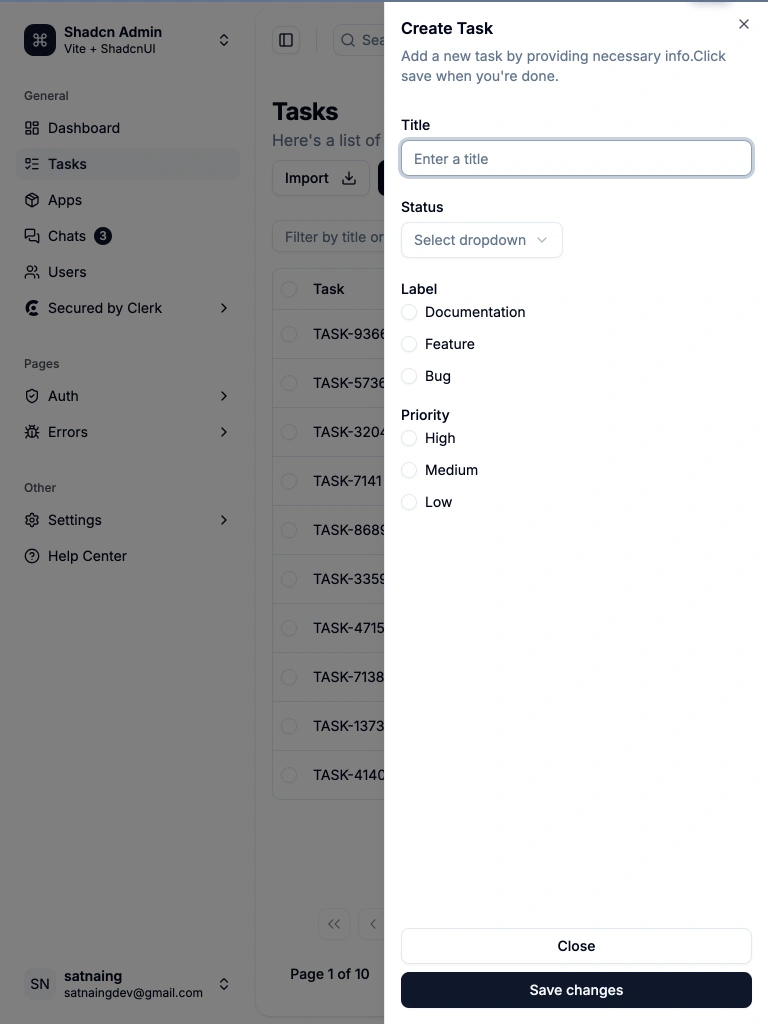 Shadcn Admin
Vite + ShadcnUI
General
Dashboard
Tasks
Apps
Chats 3
Users
Secured by Clerk
Pages
Auth
Errors
Other
Settings
Help Center
SN
satnaing
satnaingdev@gmail.com
Sea
Tasks
Here's a list of
Import
Filter by title or
Task
TASK-9366
TASK-5736
TASK-3204
TASK-7141
TASK-8689
TASK-3359
TASK-4715
TASK-7138
TASK-1373
TASK-4140
Page 1 of 10
Create Task
Add a new task by providing necessary info.Click
save when you're done.
Title
Enter a title
Status
Select dropdown
Label
Documentation
Feature
Bug
Priority
High
Medium
Low
Close
Save changes